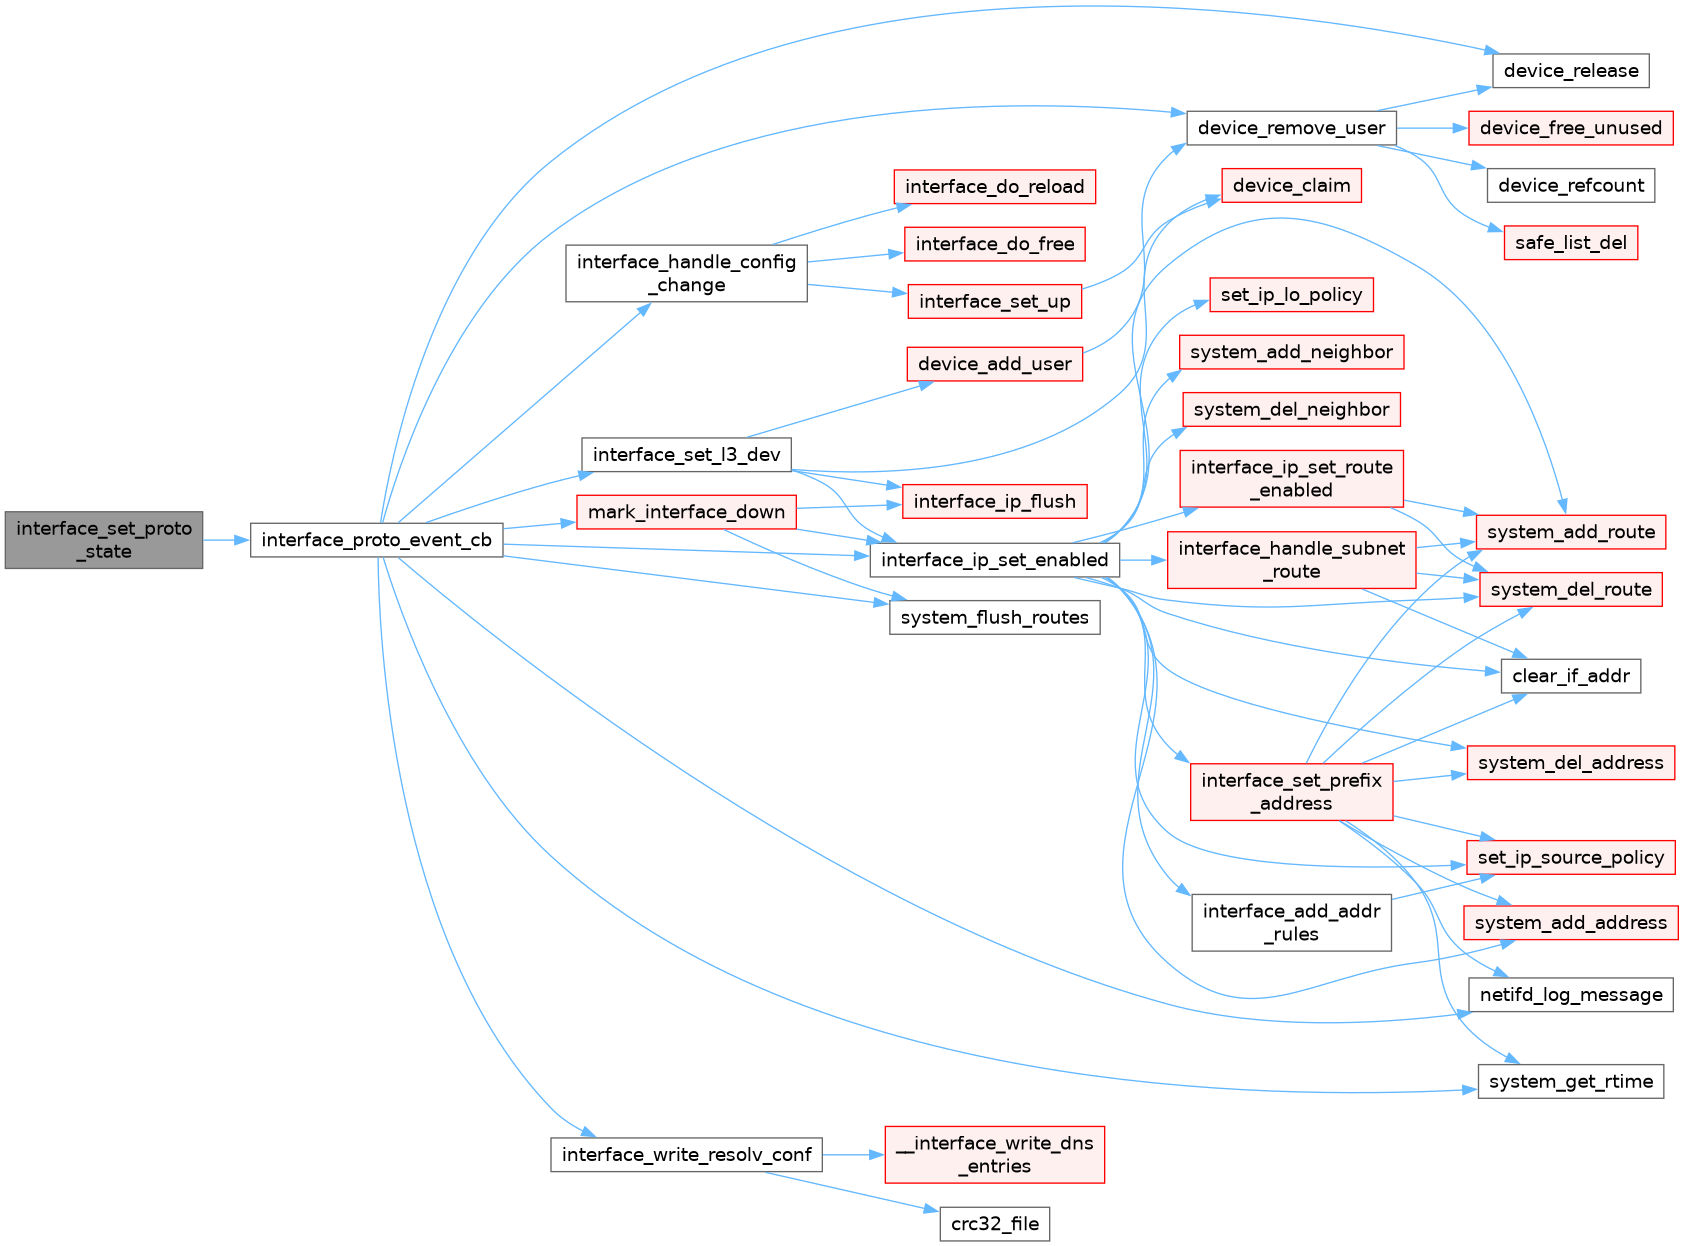 interface_set_proto
_state
interface_proto_event_cb
device_release
device_remove_user
device_free_unused
device_refcount
safe_list_del
interface_handle_config
_change
interface_do_reload
interface_do_free
interface_set_up
device_claim
interface_set_l3_dev
device_add_user
interface_ip_flush
mark_interface_down
interface_ip_set_enabled
system_flush_routes
set_ip_lo_policy
system_add_neighbor
system_del_neighbor
interface_ip_set_route
_enabled
interface_handle_subnet
_route
system_add_route
system_del_route
clear_if_addr
interface_set_prefix
_address
system_del_address
set_ip_source_policy
interface_add_addr
_rules
system_add_address
netifd_log_message
system_get_rtime
interface_write_resolv_conf
__interface_write_dns
_entries
crc32_file